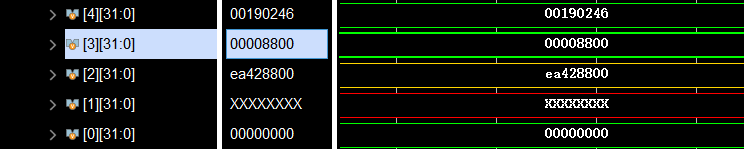 [4][31:0] 00190246 00190246
[3][31:0] 00008800 00008800
[2][31:0] ea428800 ea428800
[1][31:0] XXXXXXXX XXXXXXXX
[0][31:0] 00000000 00000000